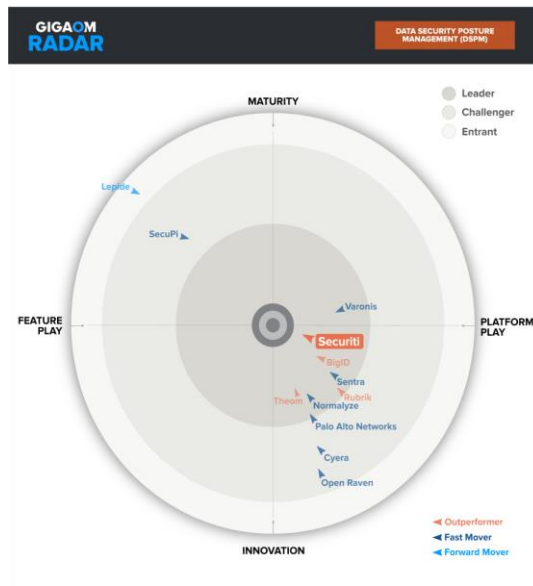 GIGAOM
RADAR
DATA SECURITY POSTURE
MANAGEMENT (DSPM)
Leader
Challenger
Entrant
MATURITY
Lepide
SecuPi
Varonis
FEATURE
PLAY
PLATFORM
PLAY
Securiti
BigID
Sentra
Rubrik
Theom
Normalyze
Palo Alto Networks
Cyera
Open Raven
Outperformer
Fast Mover
Forward Mover
INNOVATION